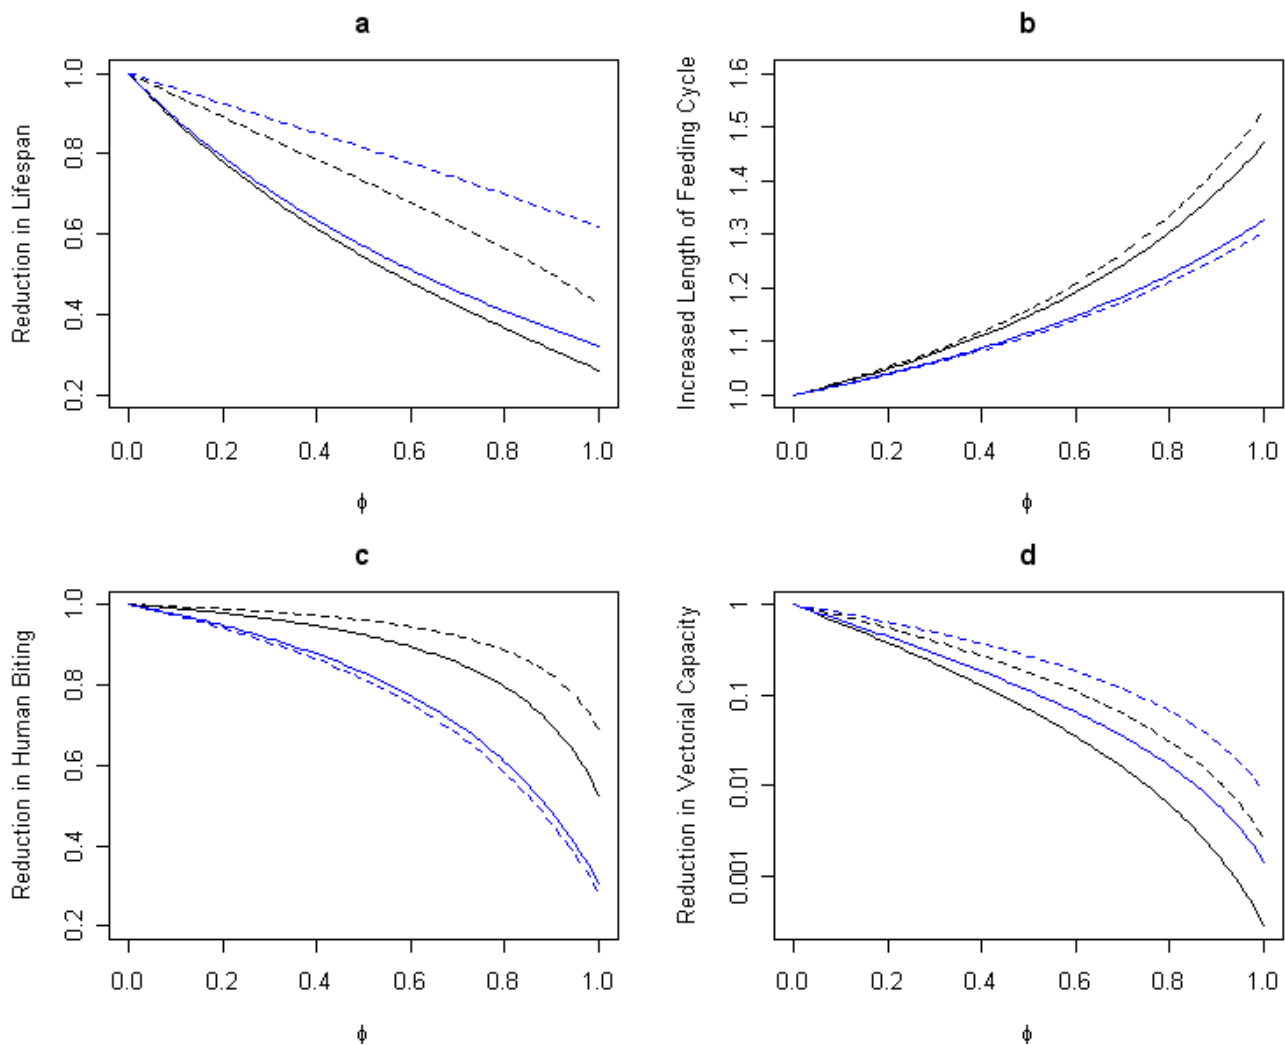 a
Reduction in Lifespan
1.0
0.8
0.6
0.4
0.2
0.0 0.2 0.4 0.6 0.8 1.0
ϕ
b
Increased Length of Feeding Cycle
1.6
1.5
1.4
1.3
1.2
1.1
1.0
0.0 0.2 0.4 0.6 0.8 1.0
ϕ
c
Reduction in Human Biting
1.0
0.8
0.6
0.4
0.2
0.0 0.2 0.4 0.6 0.8 1.0
ϕ
d
Reduction in Vectorial Capacity
1
0.1
0.01
0.001
0.0 0.2 0.4 0.6 0.8 1.0
ϕ